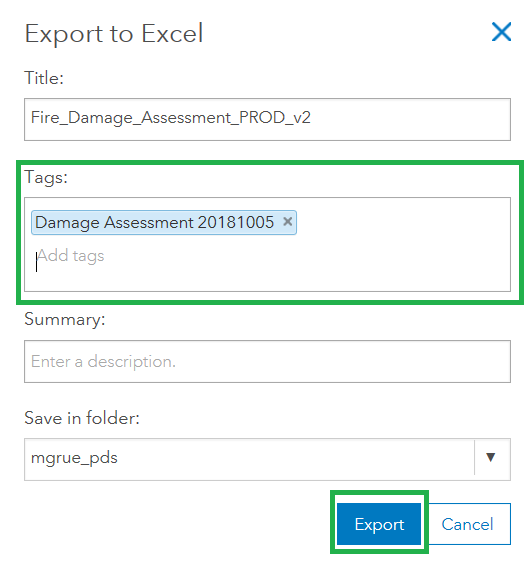 Export to Excel
Title:
Fire_Damage_Assessment_PROD_v2
Tags:
Damage Assessment 20181005 ×
Add tags
Summary:
Enter a description.
Save in folder:
mgrue_pds
Export Cancel